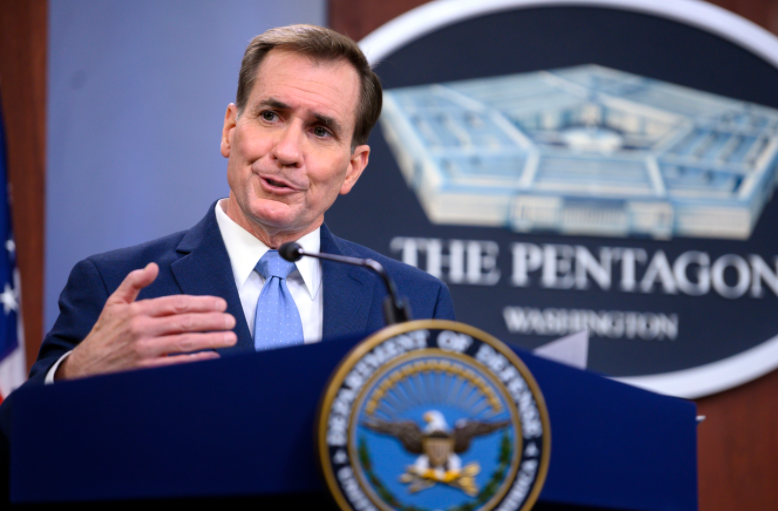 THE PENTAGON
WASHINGTON
DEPARTMENT OF DEFENSE